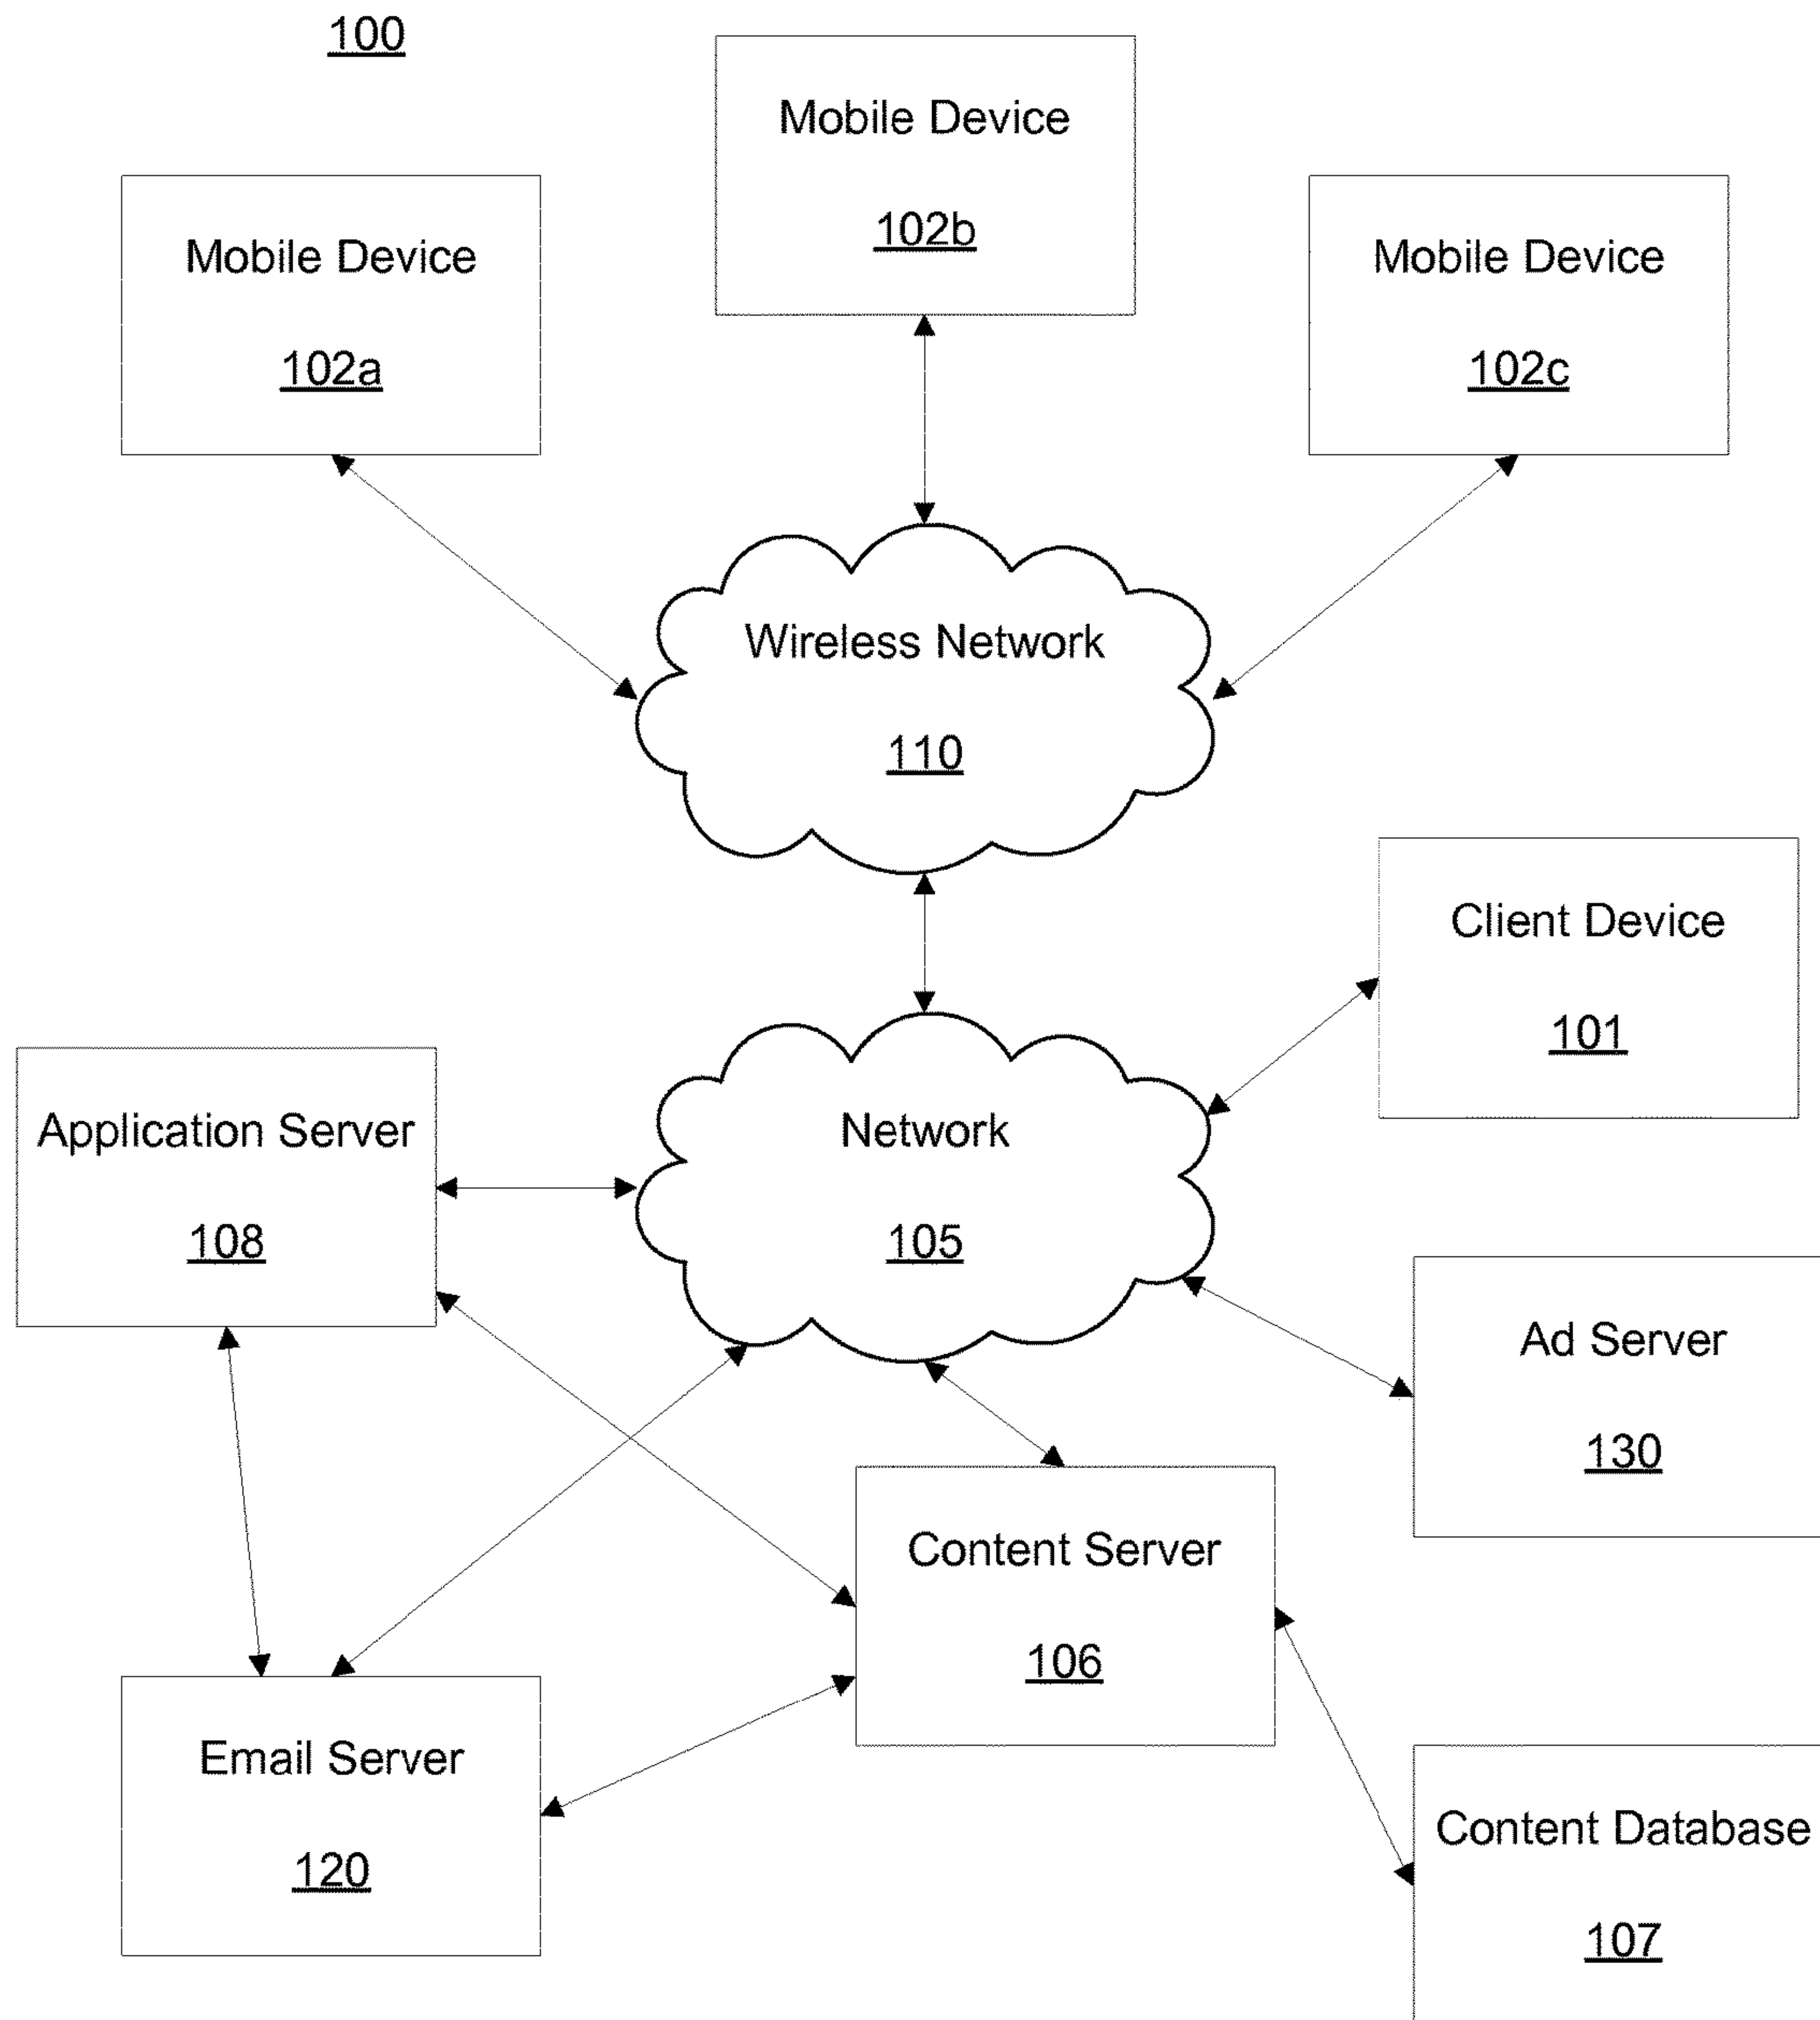 100
Mobile Device
102b
Mobile Device
102a
Mobile Device
102c
Wireless Network
110
Client Device
101
Application Server
108
Network
105
Ad Server
130
Content Server
106
Email Server
120
Content Database
107